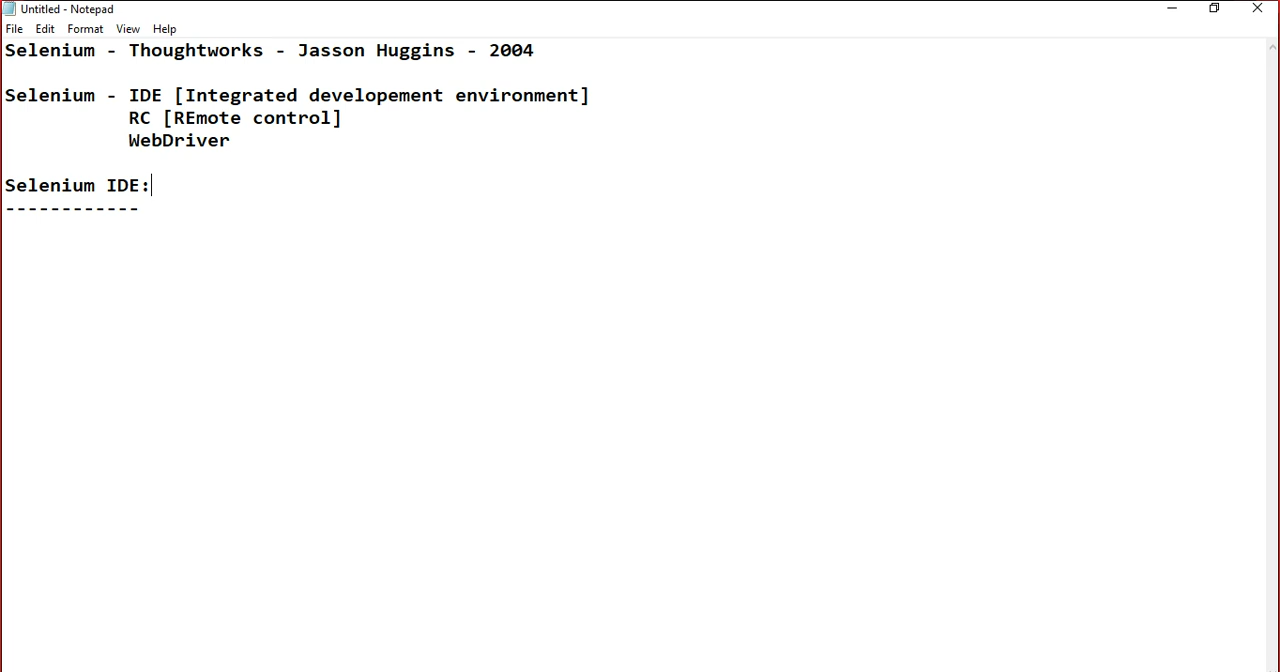 Untitled - Notepad
File Edit Format View Help
Selenium - Thoughtworks - Jasson Huggins - 2004
Selenium - IDE [Integrated developement environment]
RC [REmote control]
WebDriver
Selenium IDE:
------------